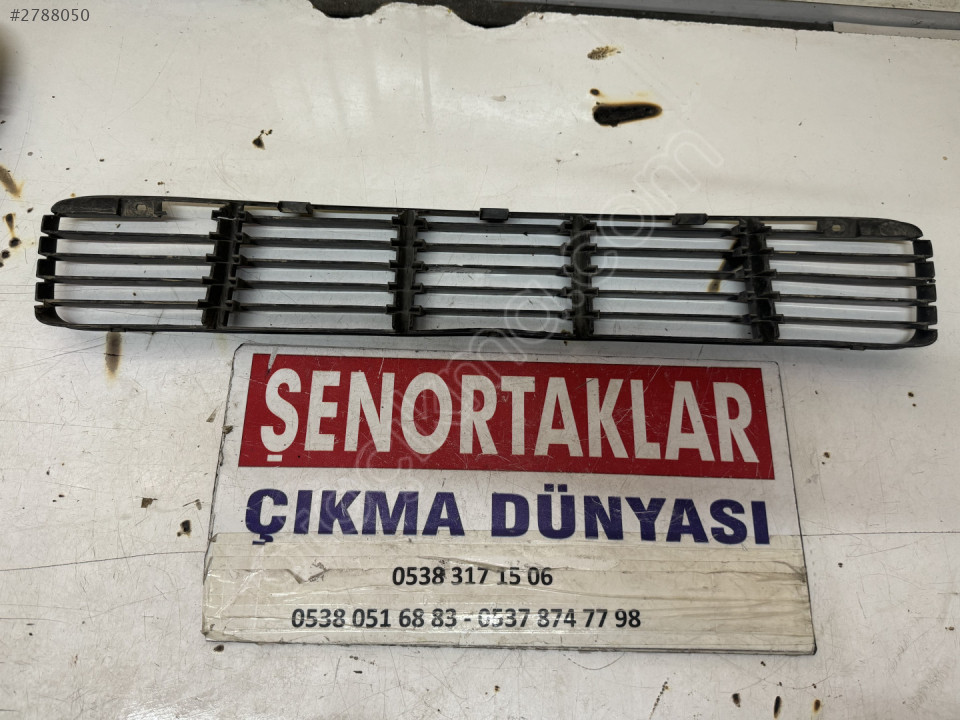 #2788050
ŞENORTAKLAR
ÇIKMA DÜNYASI
0538 317 15 06
0538 051 68 83 - 0537 874 77 98